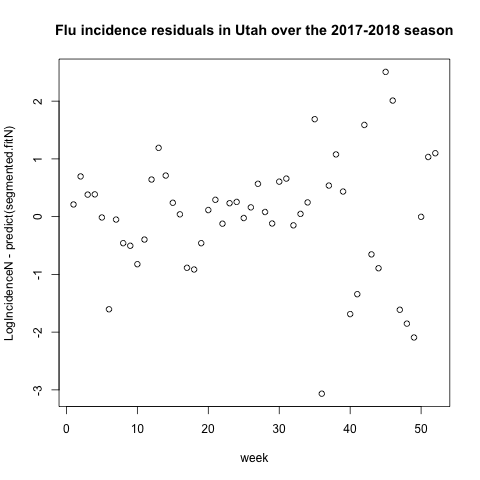 Flu incidence residuals in Utah over the 2017-2018 season
LogIncidenceN - predict(segmented.fitN)
2
1
0
-1
-2
-3
0 10 20 30 40 50
week